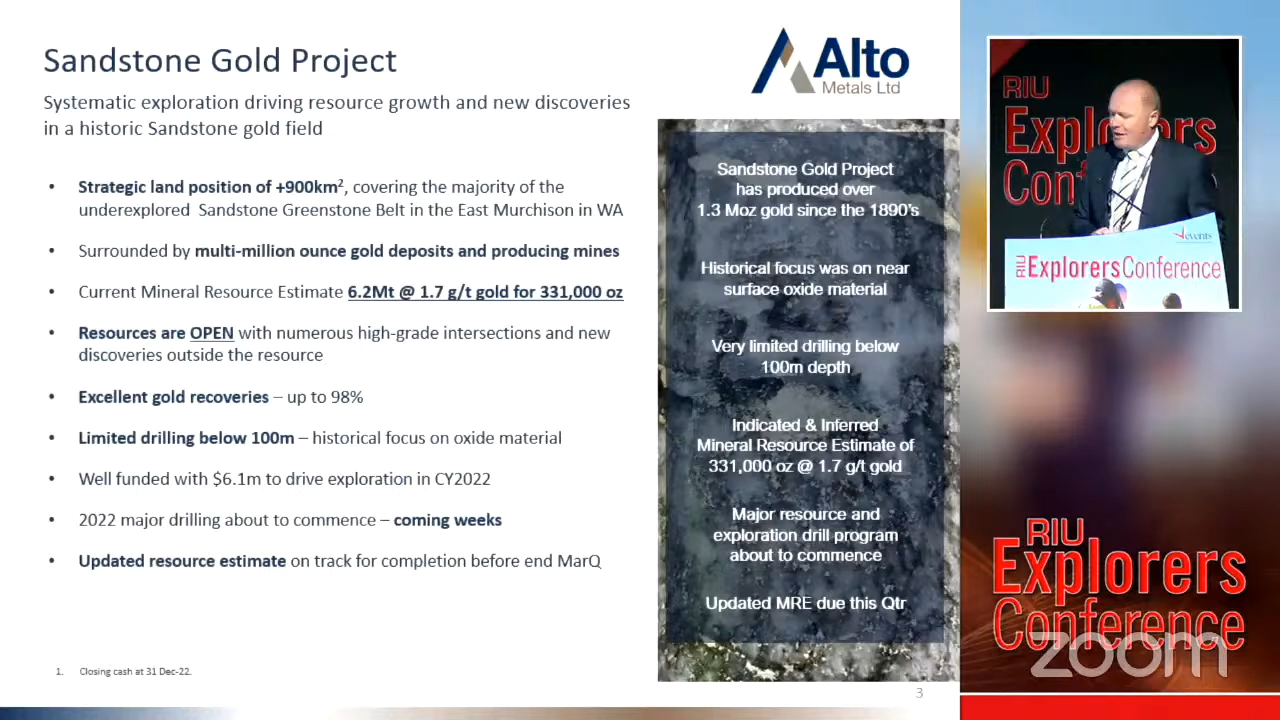 Sandstone Gold Project
Systematic exploration driving resource growth and new discoveries
in a historic Sandstone gold field
• Strategic land position of +900km², covering the majority of the
underexplored Sandstone Greenstone Belt in the East Murchison in WA
• Surrounded by multi-million ounce gold deposits and producing mines
• Current Mineral Resource Estimate 6.2Mt @ 1.7 g/t gold for 331,000 oz
• Resources are OPEN with numerous high-grade intersections and new
discoveries outside the resource
• Excellent gold recoveries – up to 98%
• Limited drilling below 100m – historical focus on oxide material
• Well funded with $6.1m to drive exploration in CY2022
• 2022 major drilling about to commence – coming weeks
• Updated resource estimate on track for completion before end MarQ
1. Closing cash at 31 Dec-22.
Alto
Metals Ltd
Sandstone Gold Project
has produced over
1.3 Moz gold since the 1890's
Historical focus was on near
surface oxide material
Very limited drilling below
100m depth
Indicated & Inferred
Mineral Resource Estimate of
331,000 oz @ 1.7 g/t gold
Major resource and
exploration drill program
about to commence
Updated MRE due this Qtr
3
RIU
Explorers
Con
events
RIU ExplorersConference
RIU
Explorers
Conference
zoom